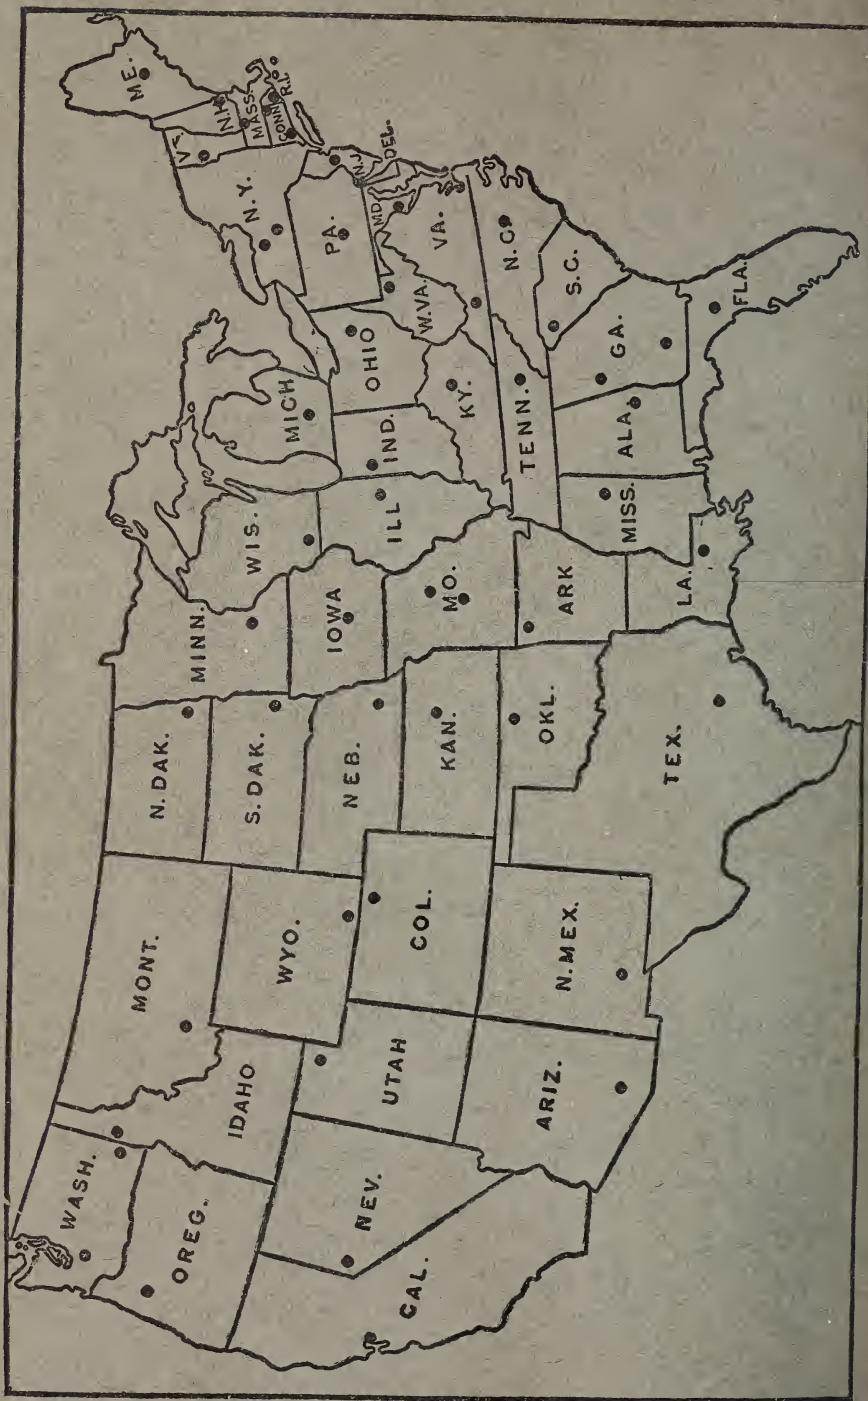 WASH.
OREG.
CAL.
NEV.
IDAHO
MONT.
WYO.
UTAH
COL.
ARIZ.
N.MEX.
N.DAK.
S.DAK.
NEB.
KAN.
OKL.
TEX.
MINN.
IOWA
MO.
ARK
LA.
WIS.
ILL
MICH
IND.
OHIO
KY.
TENN.
MISS.
ALA.
GA.
FLA.
S.C.
N.C.
VA.
W.VA.
MD.
DEL.
PA.
N.J.
N.Y.
VT.
N.H.
MASS.
CONN.
R.I.
ME.